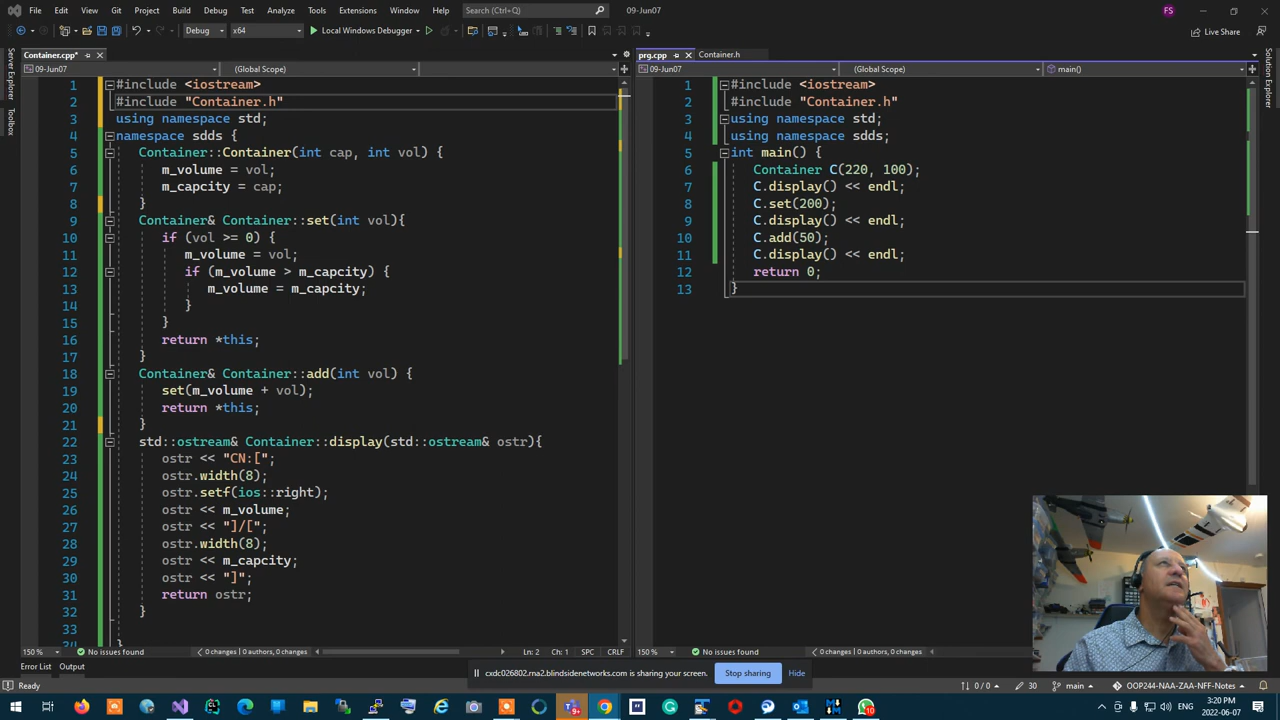 File Edit View Git Project Build Debug Test Analyze Tools Extensions Window Help Search (Ctrl+Q) 09-Jun07 FS
Debug x64 Local Windows Debugger Live Share
Server Explorer
Toolbox
Solution Explorer
Container.cpp*
09-Jun07 (Global Scope)
1 #include <iostream>
2 #include "Container.h"
3 using namespace std;
4 namespace sdds {
5 Container::Container(int cap, int vol) {
6 m_volume = vol;
7 m_capcity = cap;
8 }
9 Container& Container::set(int vol){
10 if (vol >= 0) {
11 m_volume = vol;
12 if (m_volume > m_capcity) {
13 m_volume = m_capcity;
14 }
15 }
16 return *this;
17 }
18 Container& Container::add(int vol) {
19 set(m_volume + vol);
20 return *this;
21 }
22 std::ostream& Container::display(std::ostream& ostr){
23 ostr << "CN:[";
24 ostr.width(8);
25 ostr.setf(ios::right);
26 ostr << m_volume;
27 ostr << "]/[";
28 ostr.width(8);
29 ostr << m_capcity;
30 ostr << "]";
31 return ostr;
32 }
33
34 }
150 % No issues found 0 changes | 0 authors, 0 changes Ln: 2 Ch: 1 SPC CRLF
prg.cpp Container.h
09-Jun07 (Global Scope) main()
1 #include <iostream>
2 #include "Container.h"
3 using namespace std;
4 using namespace sdds;
5 int main() {
6 Container C(220, 100);
7 C.display() << endl;
8 C.set(200);
9 C.display() << endl;
10 C.add(50);
11 C.display() << endl;
12 return 0;
13 }
150 % No issues found 0 changes | 0 authors, 0 changes
Error List Output
cxdc026802.rna2.blindsidenetworks.com is sharing your screen. Stop sharing Hide
Ready 0 / 0 30 main OOP244-NAA-ZAA-NFF-Notes
3:20 PM
2022-06-07